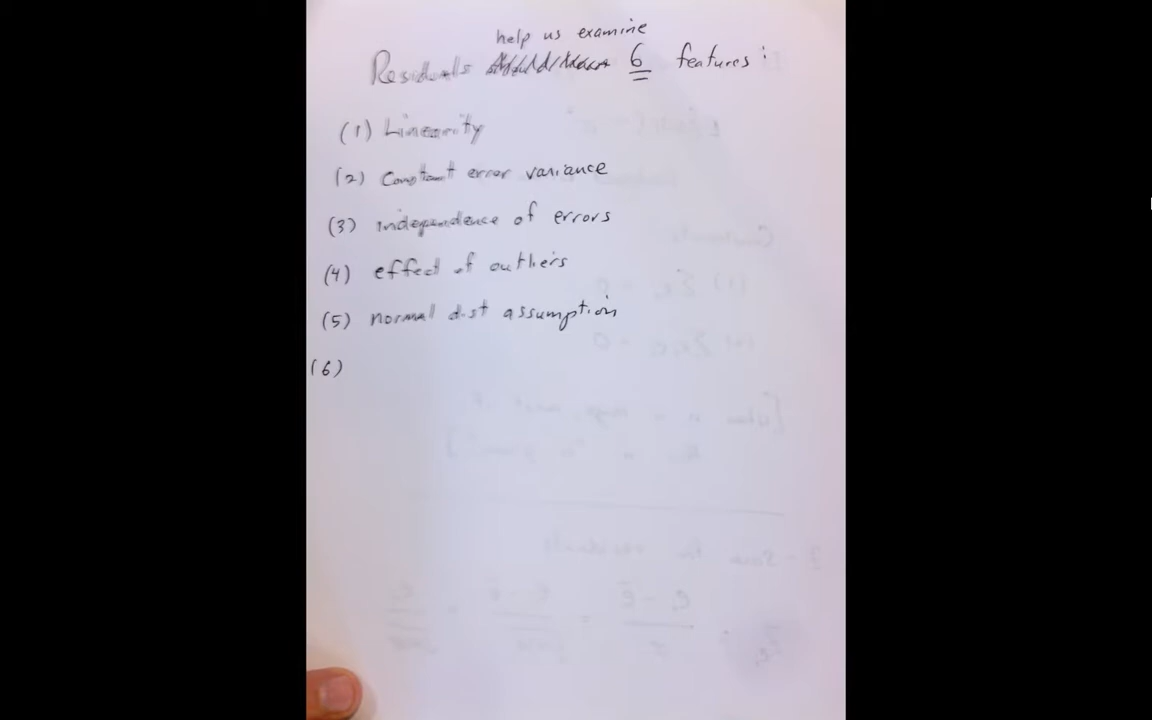 help us examine
Residuals 6 features:
(1) Linearity
(2) Constant error variance
(3) independence of errors
(4) effect of outliers
(5) normal dist assumption
(6)